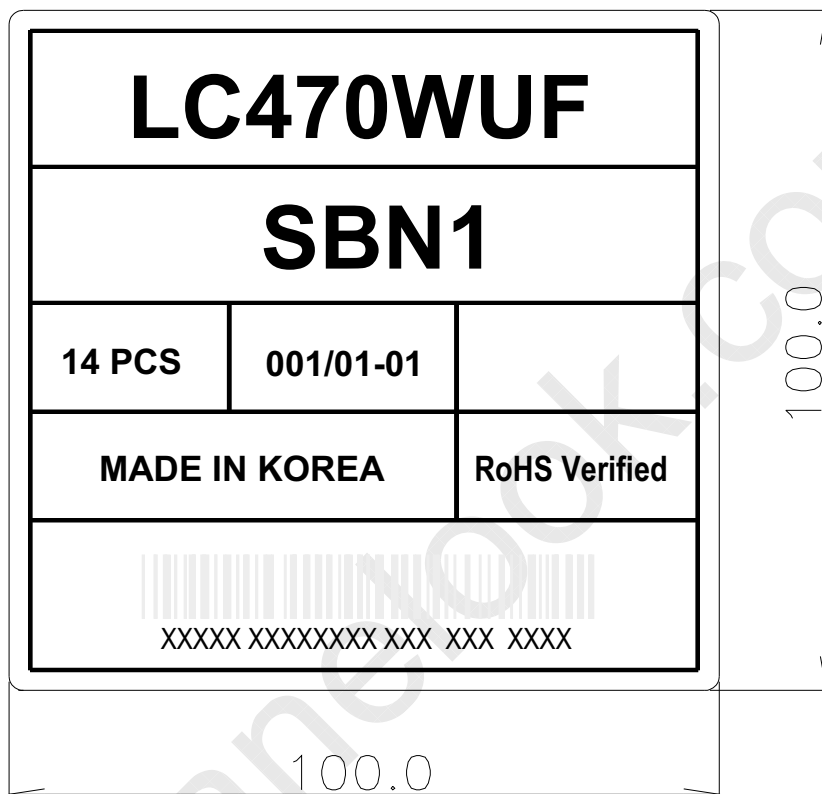 LC470WUF
SBN1
14 PCS 001/01-01
MADE IN KOREA RoHS Verified
XXXXX XXXXXXXX XXX XXX XXXX
100.0
100.0